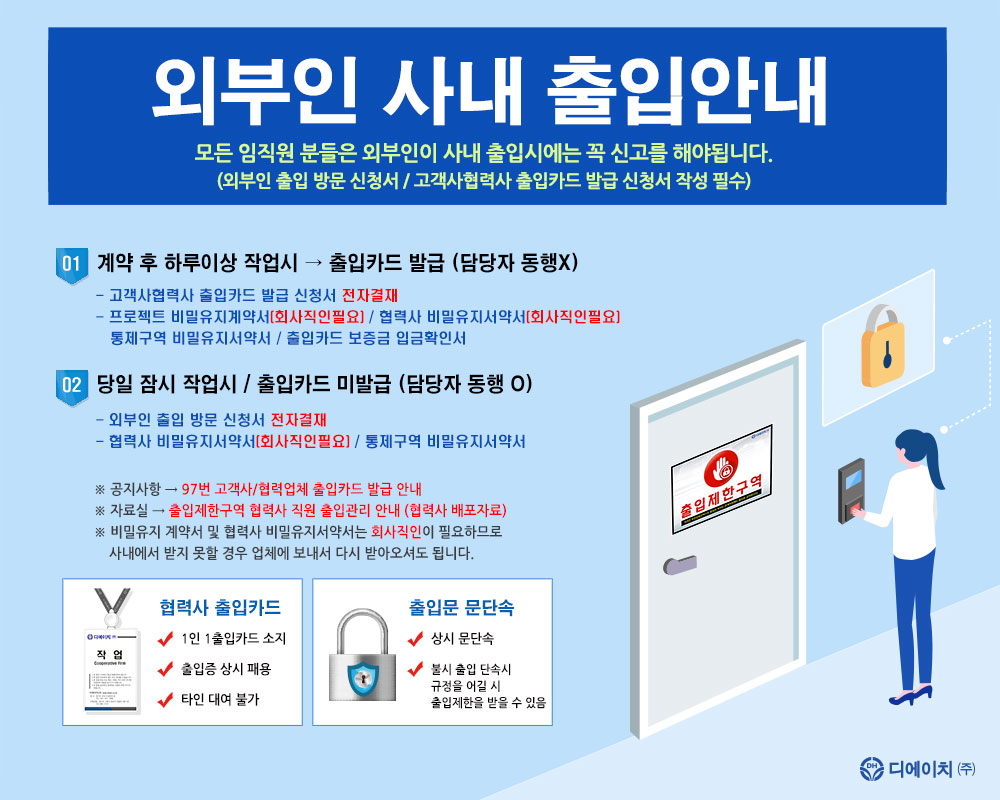 외부인 사내 출입안내
모든 임직원 분들은 외부인이 사내 출입시에는 꼭 신고를 해야됩니다.
(외부인 출입 방문 신청서 / 고객사협력사 출입카드 발급 신청서 작성 필수)
01 계약 후 하루이상 작업시 → 출입카드 발급 (담당자 동행X)
- 고객사협력사 출입카드 발급 신청서 전자결재
- 프로젝트 비밀유지계약서(회사직인필요) / 협력사 비밀유지서약서(회사직인필요)
통제구역 비밀유지서약서 / 출입카드 보증금 입금확인서
02 당일 잠시 작업시 / 출입카드 미발급 (담당자 동행 O)
- 외부인 출입 방문 신청서 전자결재
- 협력사 비밀유지서약서(회사직인필요) / 통제구역 비밀유지서약서
※ 공지사항 → 97번 고객사/협력업체 출입카드 발급 안내
※ 자료실 → 출입제한구역 협력사 직원 출입관리 안내 (협력사 배포자료)
※ 비밀유지 계약서 및 협력사 비밀유지서약서는 회사직인이 필요하므로
사내에서 받지 못할 경우 업체에 보내서 다시 받아오셔도 됩니다.
협력사 출입카드
1인 1출입카드 소지
출입증 상시 패용
타인 대여 불가
디에이치 (주)
작 업
Cooperative Firm
출입문 문단속
상시 문단속
불시 출입 단속시
규정을 어길 시
출입제한을 받을 수 있음
출입제한구역
DH 디에이치 (주)